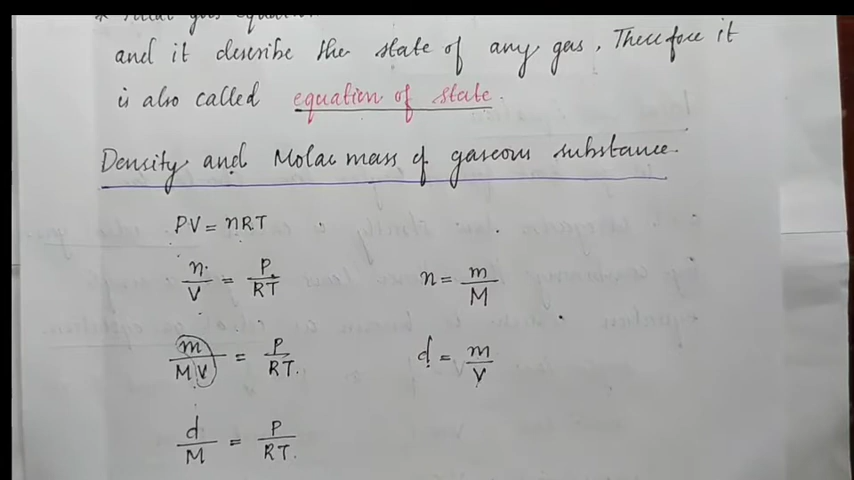 and it describe the state of any gas. Therefore it
is also called equation of state.
Density and Molar mass of gaseous substance.
PV = nRT
n/V = P/RT n = m/M
m/MV = P/RT. d = m/V
d/M = P/RT.